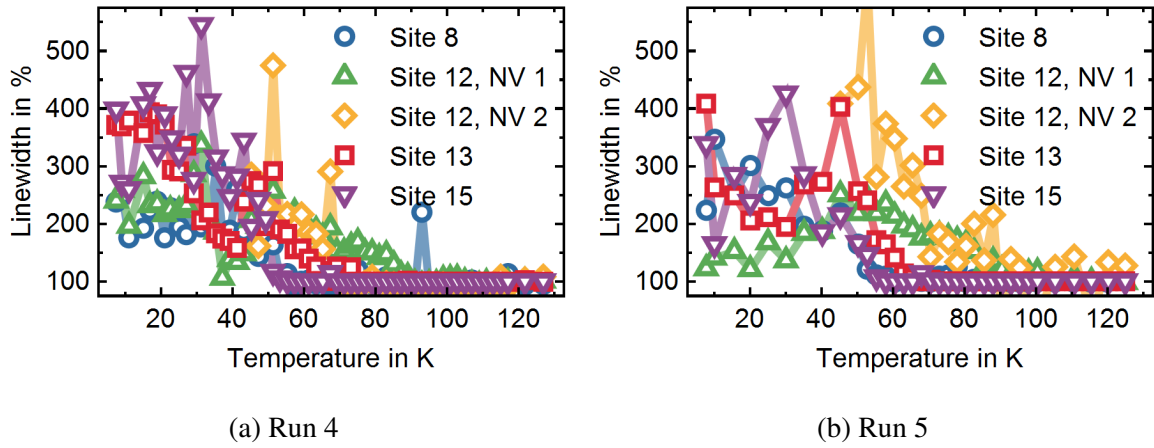 500
400
300
200
100
Linewidth in %
Site 8
Site 12, NV 1
Site 12, NV 2
Site 13
Site 15
20 40 60 80 100 120
Temperature in K
(a) Run 4
500
400
300
200
100
Linewidth in %
Site 8
Site 12, NV 1
Site 12, NV 2
Site 13
Site 15
20 40 60 80 100 120
Temperature in K
(b) Run 5